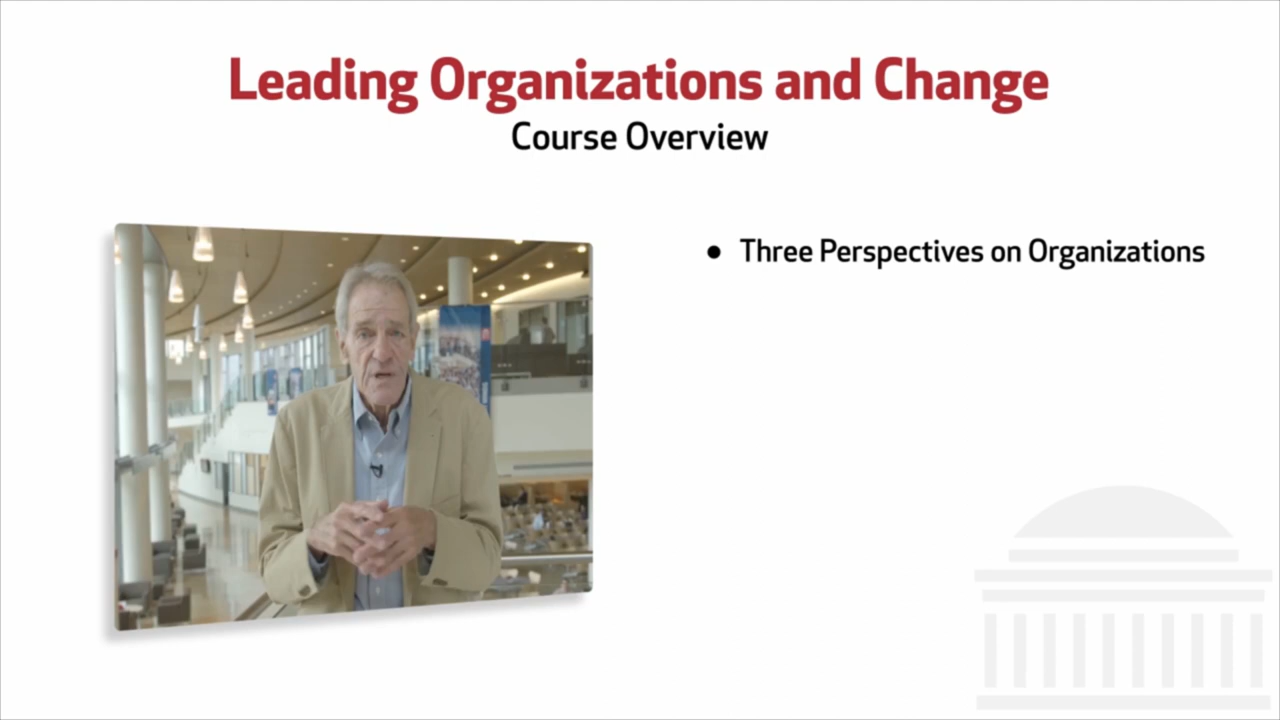 Leading Organizations and Change
Course Overview
● Three Perspectives on Organizations